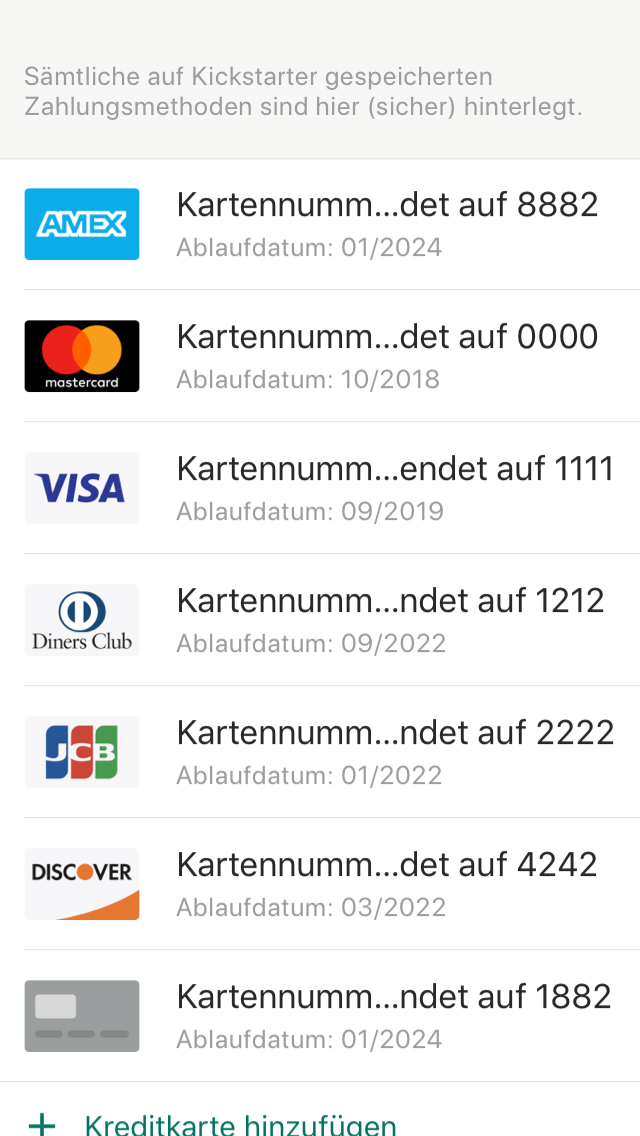 Sämtliche auf Kickstarter gespeicherten
Zahlungsmethoden sind hier (sicher) hinterlegt.
AMEX
Kartennumm...det auf 8882
Ablaufdatum: 01/2024
mastercard
Kartennumm...det auf 0000
Ablaufdatum: 10/2018
VISA
Kartennumm...endet auf 1111
Ablaufdatum: 09/2019
Diners Club
Kartennumm...ndet auf 1212
Ablaufdatum: 09/2022
JCB
Kartennumm...ndet auf 2222
Ablaufdatum: 01/2022
DISCOVER
Kartennumm...det auf 4242
Ablaufdatum: 03/2022
Kartennumm...ndet auf 1882
Ablaufdatum: 01/2024
+ Kreditkarte hinzufügen